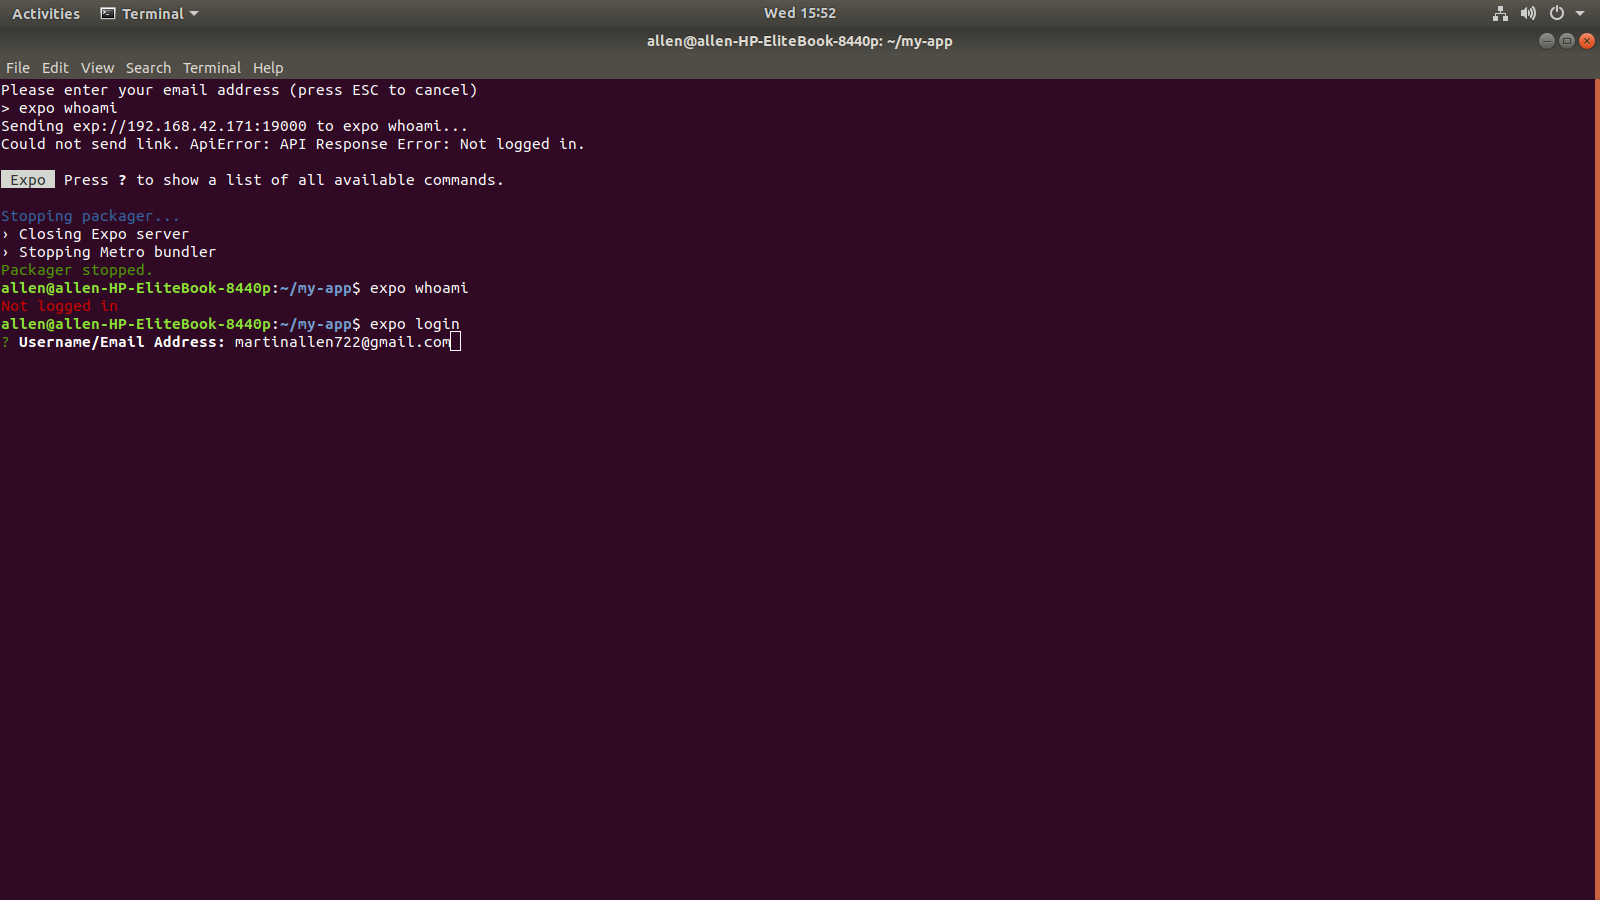 Activities Terminal Wed 15:52
allen@allen-HP-EliteBook-8440p: ~/my-app
File Edit View Search Terminal Help
Please enter your email address (press ESC to cancel)
> expo whoami
Sending exp://192.168.42.171:19000 to expo whoami...
Could not send link. ApiError: API Response Error: Not logged in.
Expo Press ? to show a list of all available commands.
Stopping packager...
› Closing Expo server
› Stopping Metro bundler
Packager stopped.
allen@allen-HP-EliteBook-8440p:~/my-app$ expo whoami
Not logged in
allen@allen-HP-EliteBook-8440p:~/my-app$ expo login
? Username/Email Address: martinallen722@gmail.com